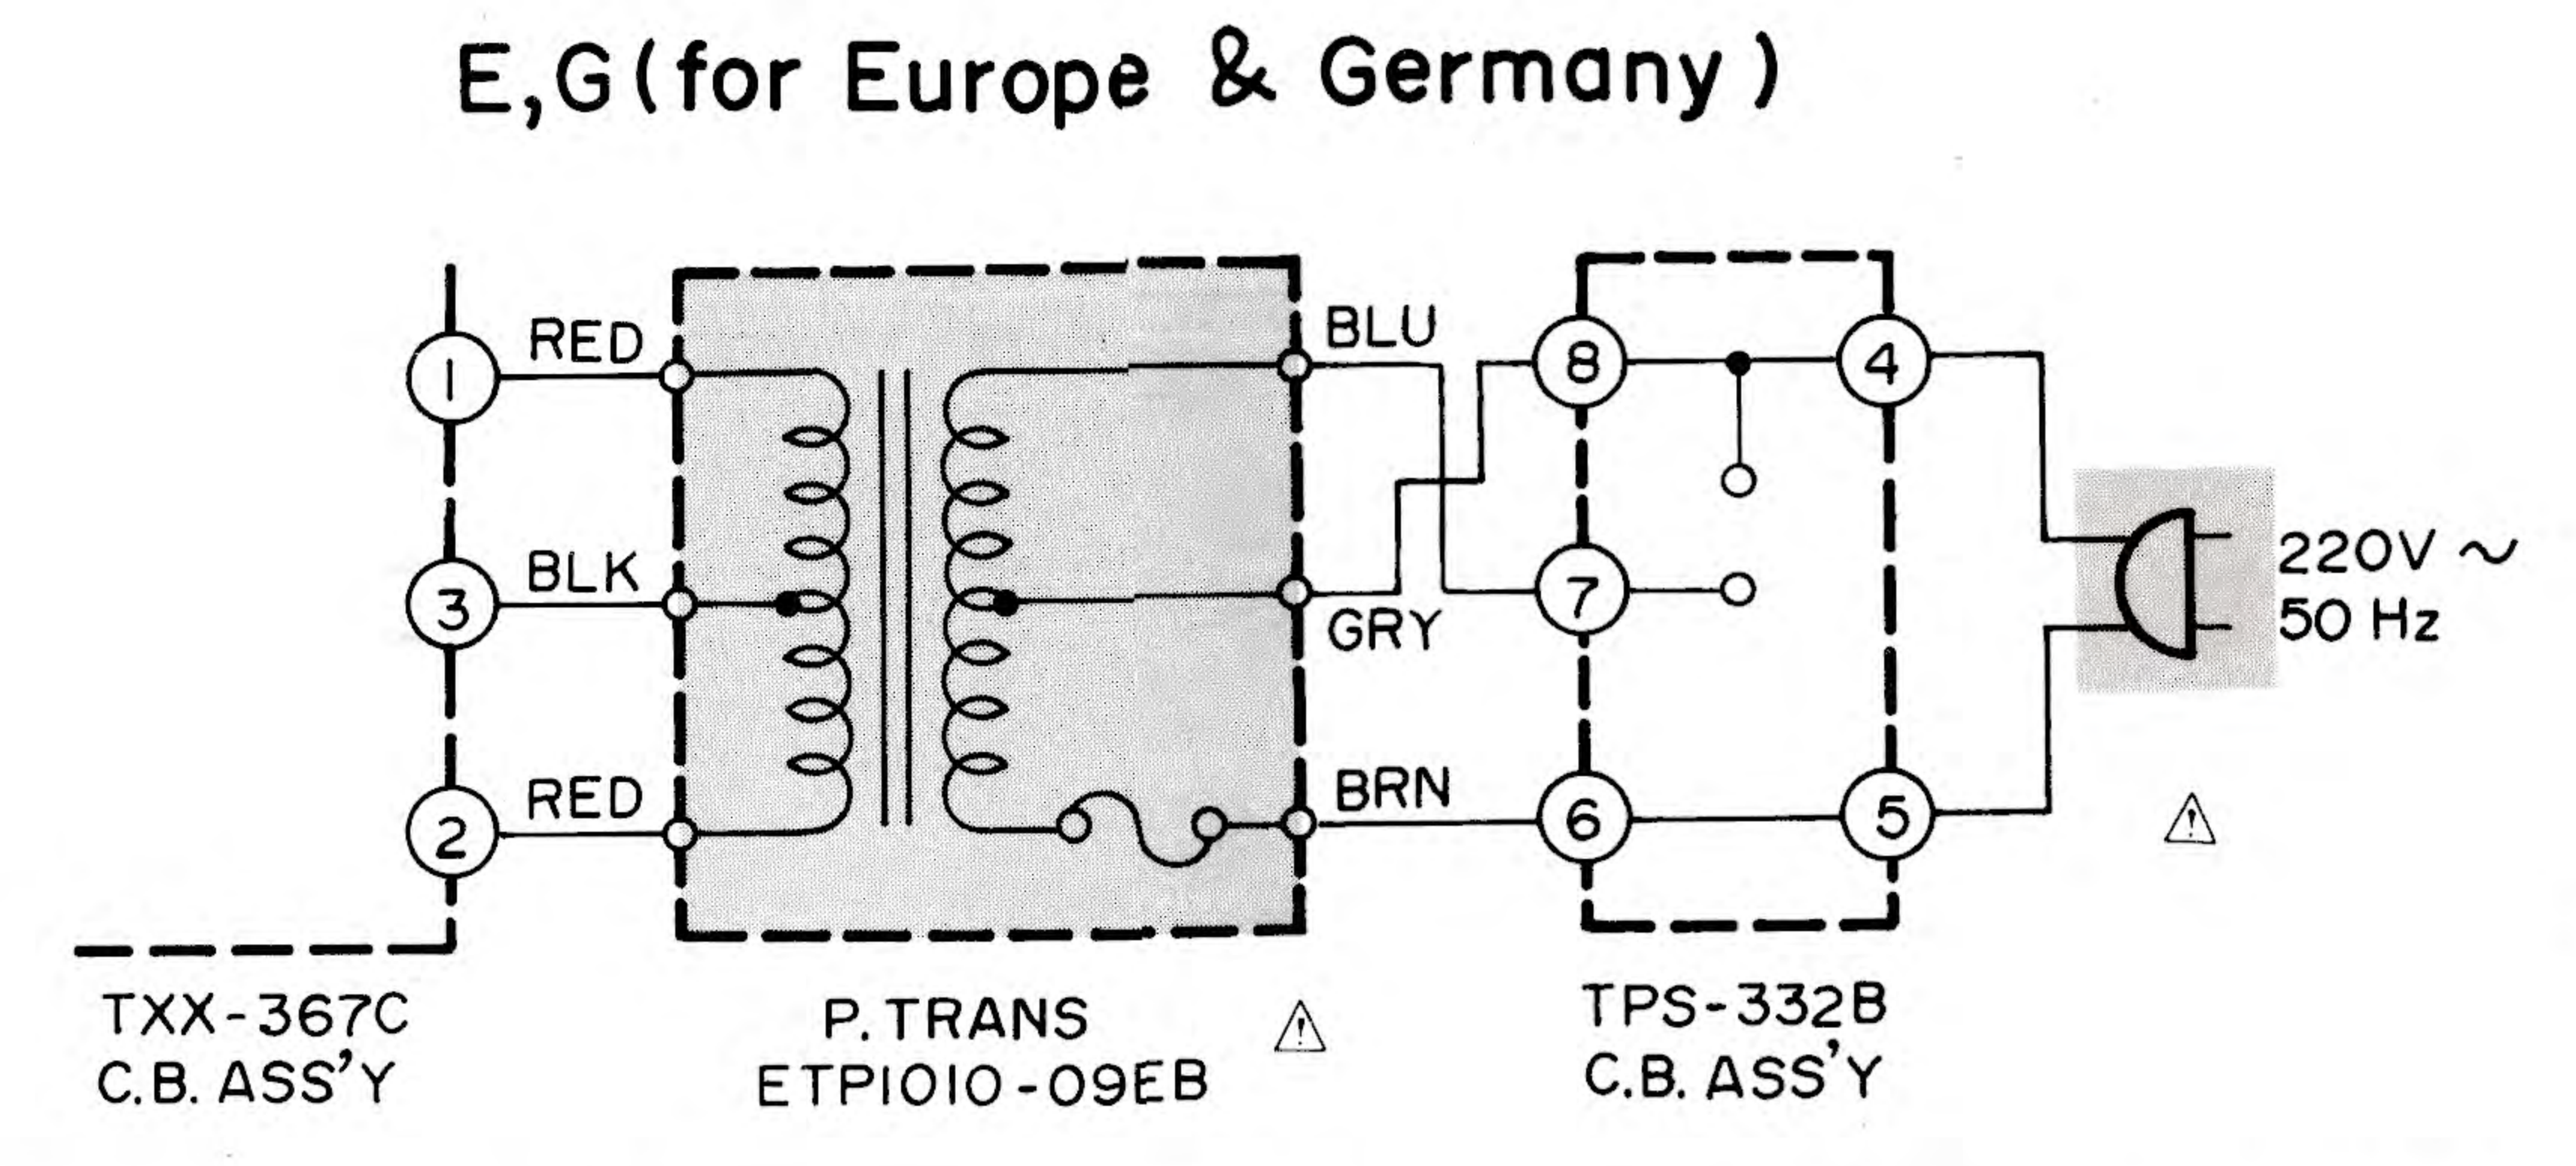 E,G(for Europe & Germany)
RED
BLU
1
8
4
BLK
3
GRY
7
220V ~
50 Hz
RED
2
BRN
6
5
!
TXX-367C
C.B. ASS'Y
P.TRANS
ETP1010-09EB
!
TPS-332B
C.B. ASS'Y